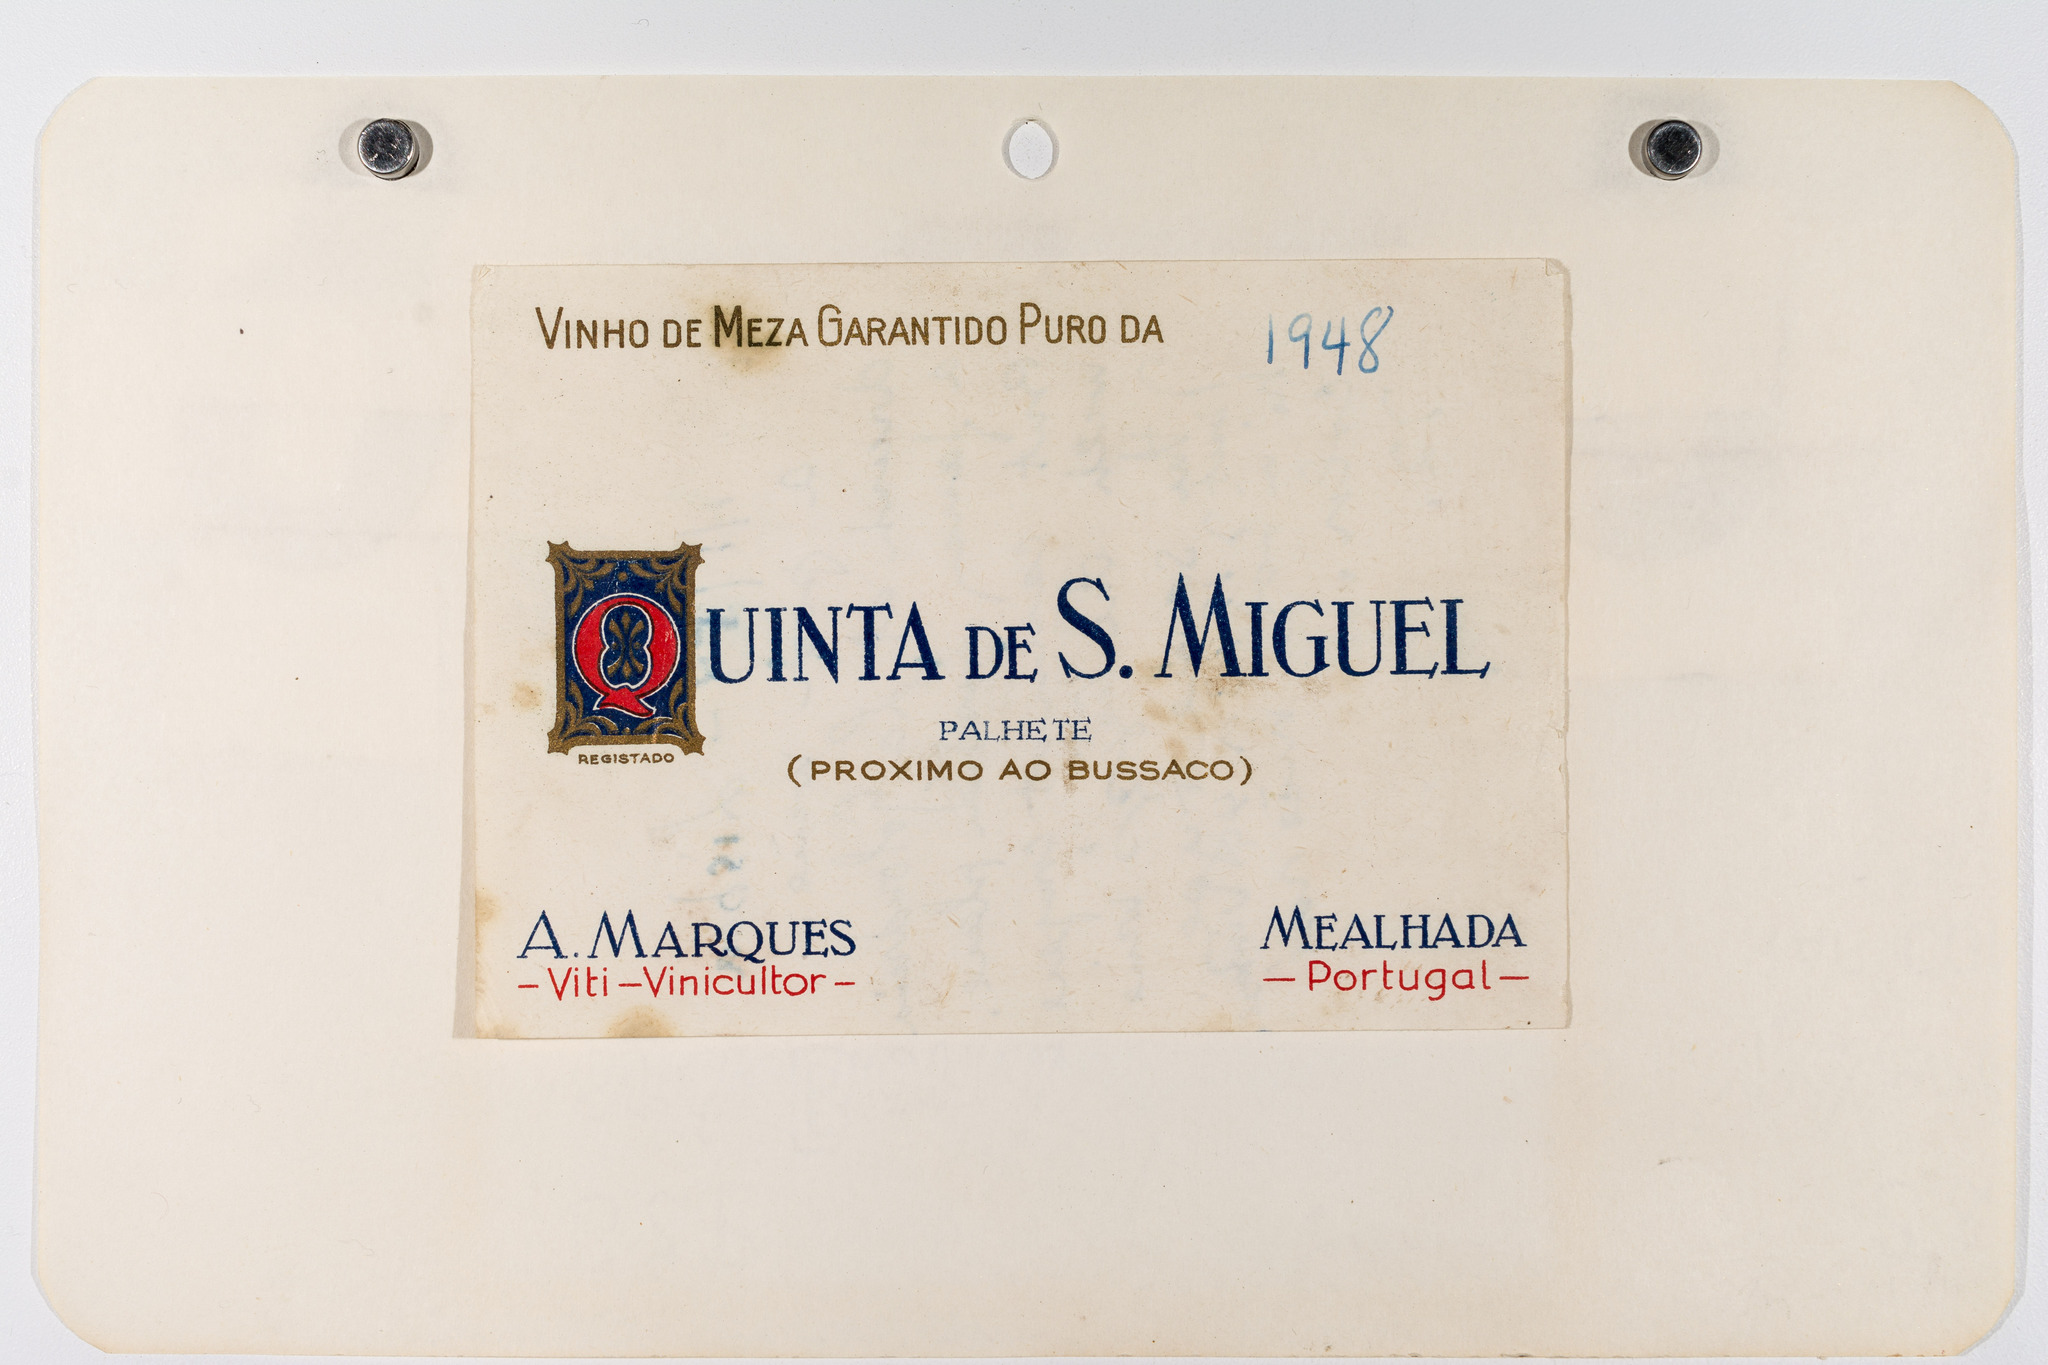 VINHO DE MEZA GARANTIDO PURO DA
1948
QUINTA DE S. MIGUEL
PALHETE
REGISTADO
(PROXIMO AO BUSSACO)
A. MARQUES
-Viti-Vinicultor-
MEALHADA
-Portugal-